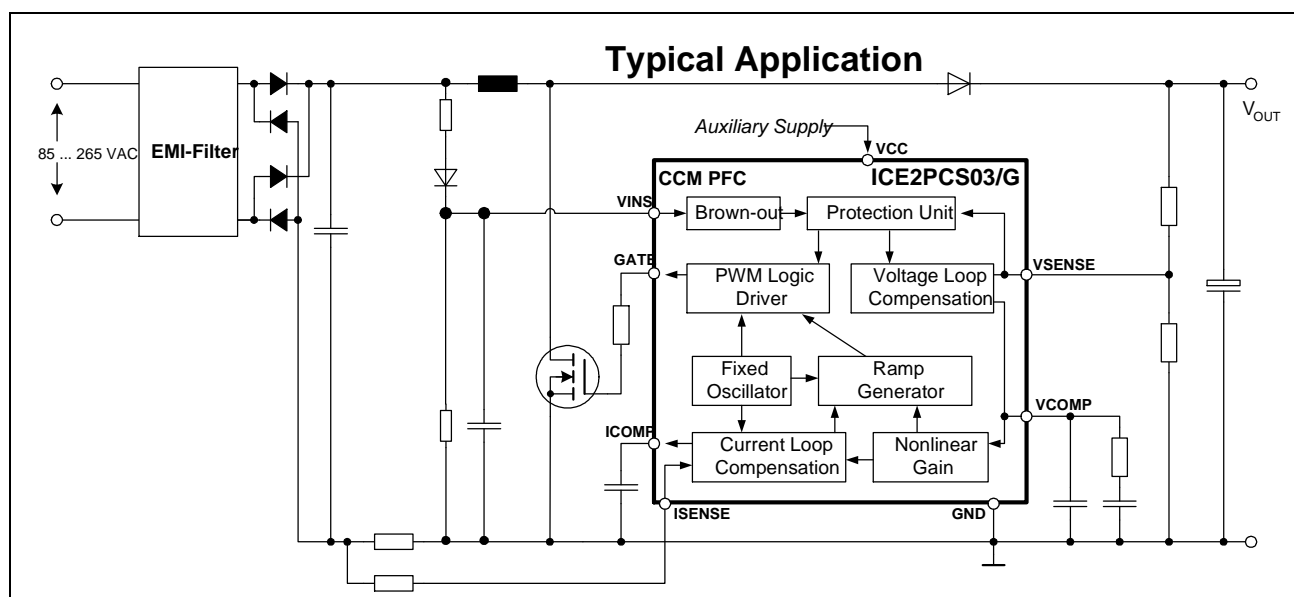 Typical Application
85 ... 265 VAC
EMI-Filter
Auxiliary Supply
VCC
VOUT
CCM PFC
ICE2PCS03/G
VINS
Brown-out
Protection Unit
GATE
PWM Logic
Driver
Voltage Loop
Compensation
VSENSE
Fixed
Oscillator
Ramp
Generator
VCOMP
ICOMP
Current Loop
Compensation
Nonlinear
Gain
ISENSE
GND